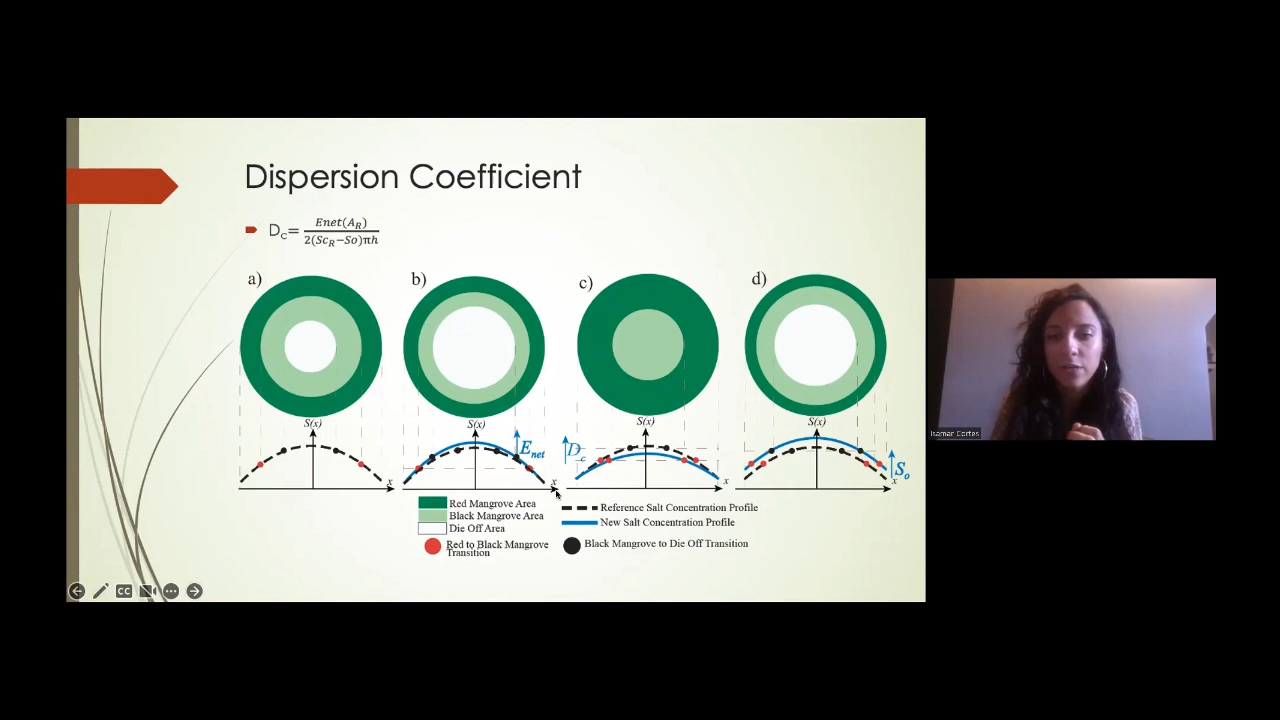 Dispersion Coefficient
D_c= Enet(A_R) / 2(Sc_R−So)πh
a)
b)
c)
d)
S(x)
S(x)
S(x)
S(x)
E_net
D_c
S_o
x
x
x
x
Red Mangrove Area
Black Mangrove Area
Die Off Area
Red to Black Mangrove
Transition
Reference Salt Concentration Profile
New Salt Concentration Profile
Black Mangrove to Die Off Transition
CC
Isamar Cortes